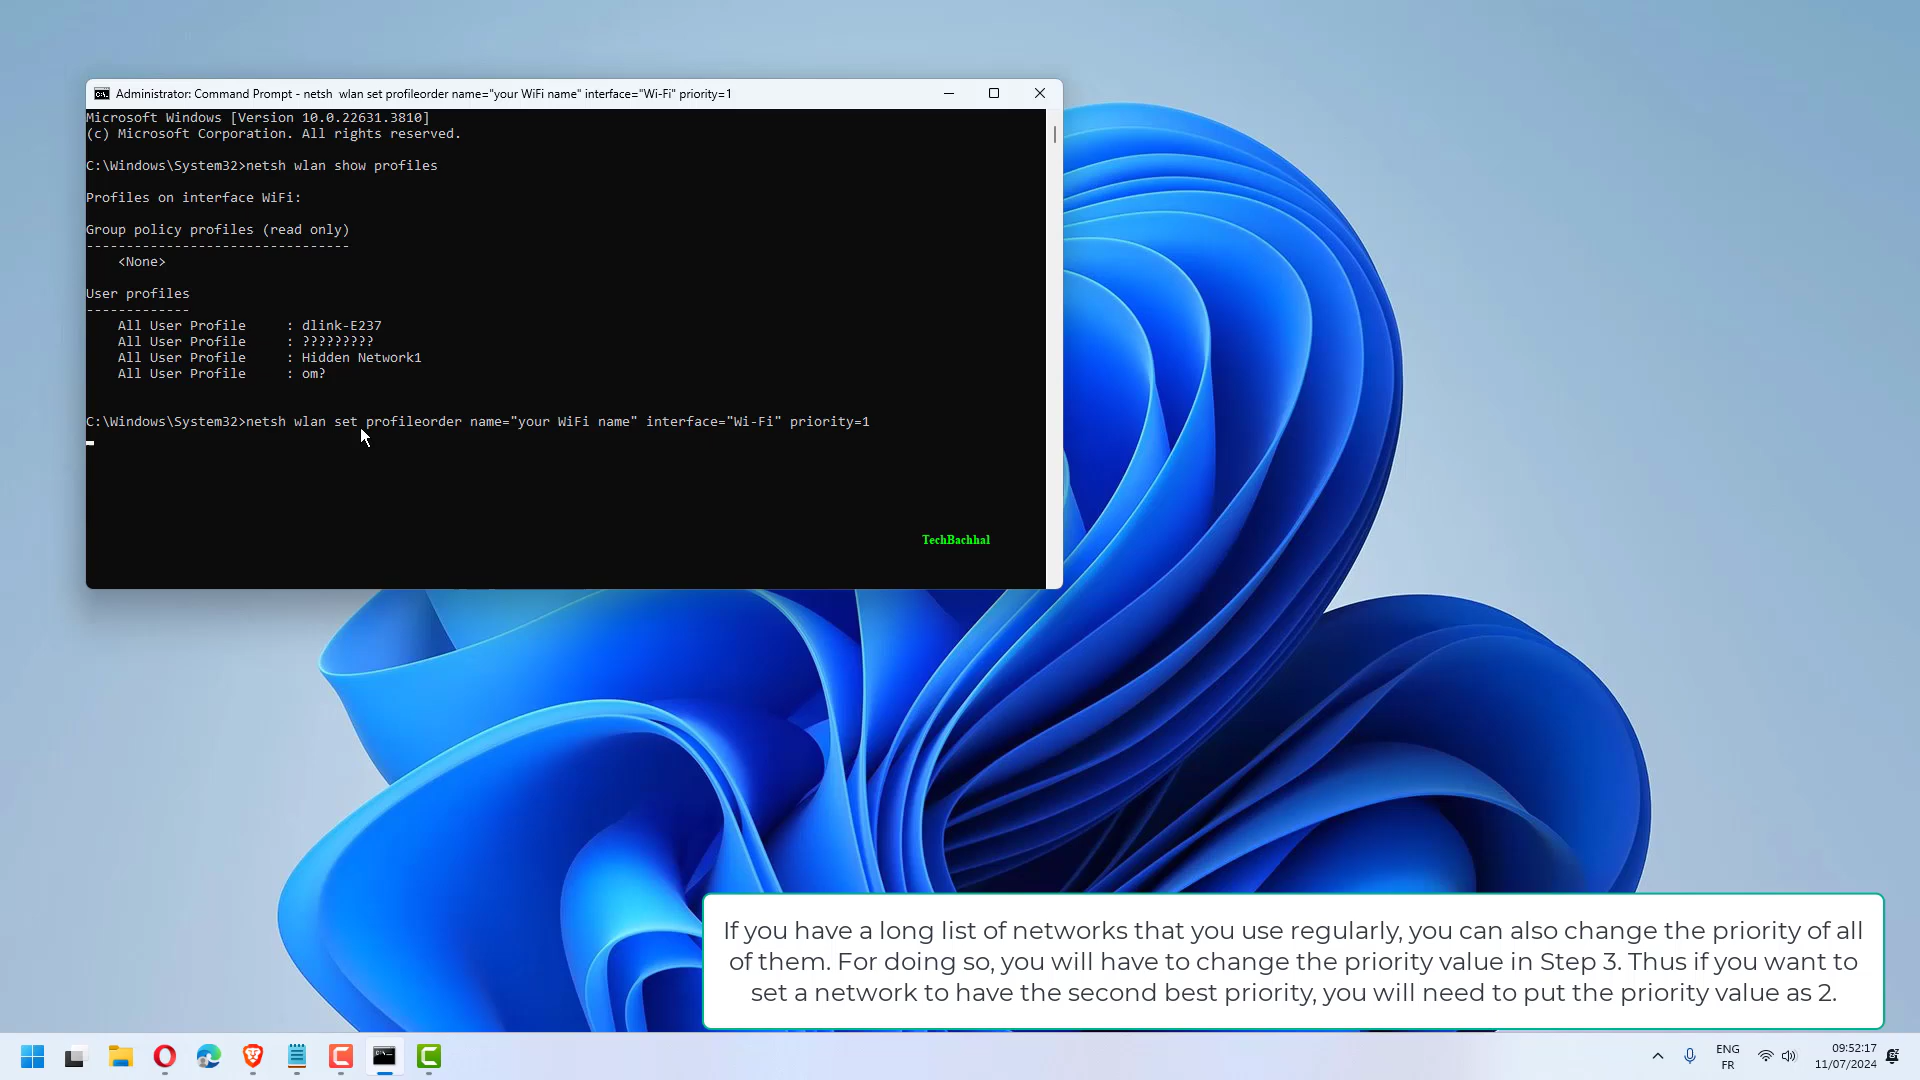 Administrator: Command Prompt - netsh  wlan set profileorder name="your WiFi name" interface="Wi-Fi" priority=1
Microsoft Windows [Version 10.0.22631.3810]
(c) Microsoft Corporation. All rights reserved.
C:\Windows\System32>netsh wlan show profiles
Profiles on interface WiFi:
Group policy profiles (read only)
---------------------------------
<None>
User profiles
-------------
All User Profile     : dlink-E237
All User Profile     : ?????????
All User Profile     : Hidden Network1
All User Profile     : om?
C:\Windows\System32>netsh wlan set profileorder name="your WiFi name" interface="Wi-Fi" priority=1
TechBachhal
If you have a long list of networks that you use regularly, you can also change the priority of all
of them. For doing so, you will have to change the priority value in Step 3. Thus if you want to
set a network to have the second best priority, you will need to put the priority value as 2.
ENG
FR
09:52:17
11/07/2024